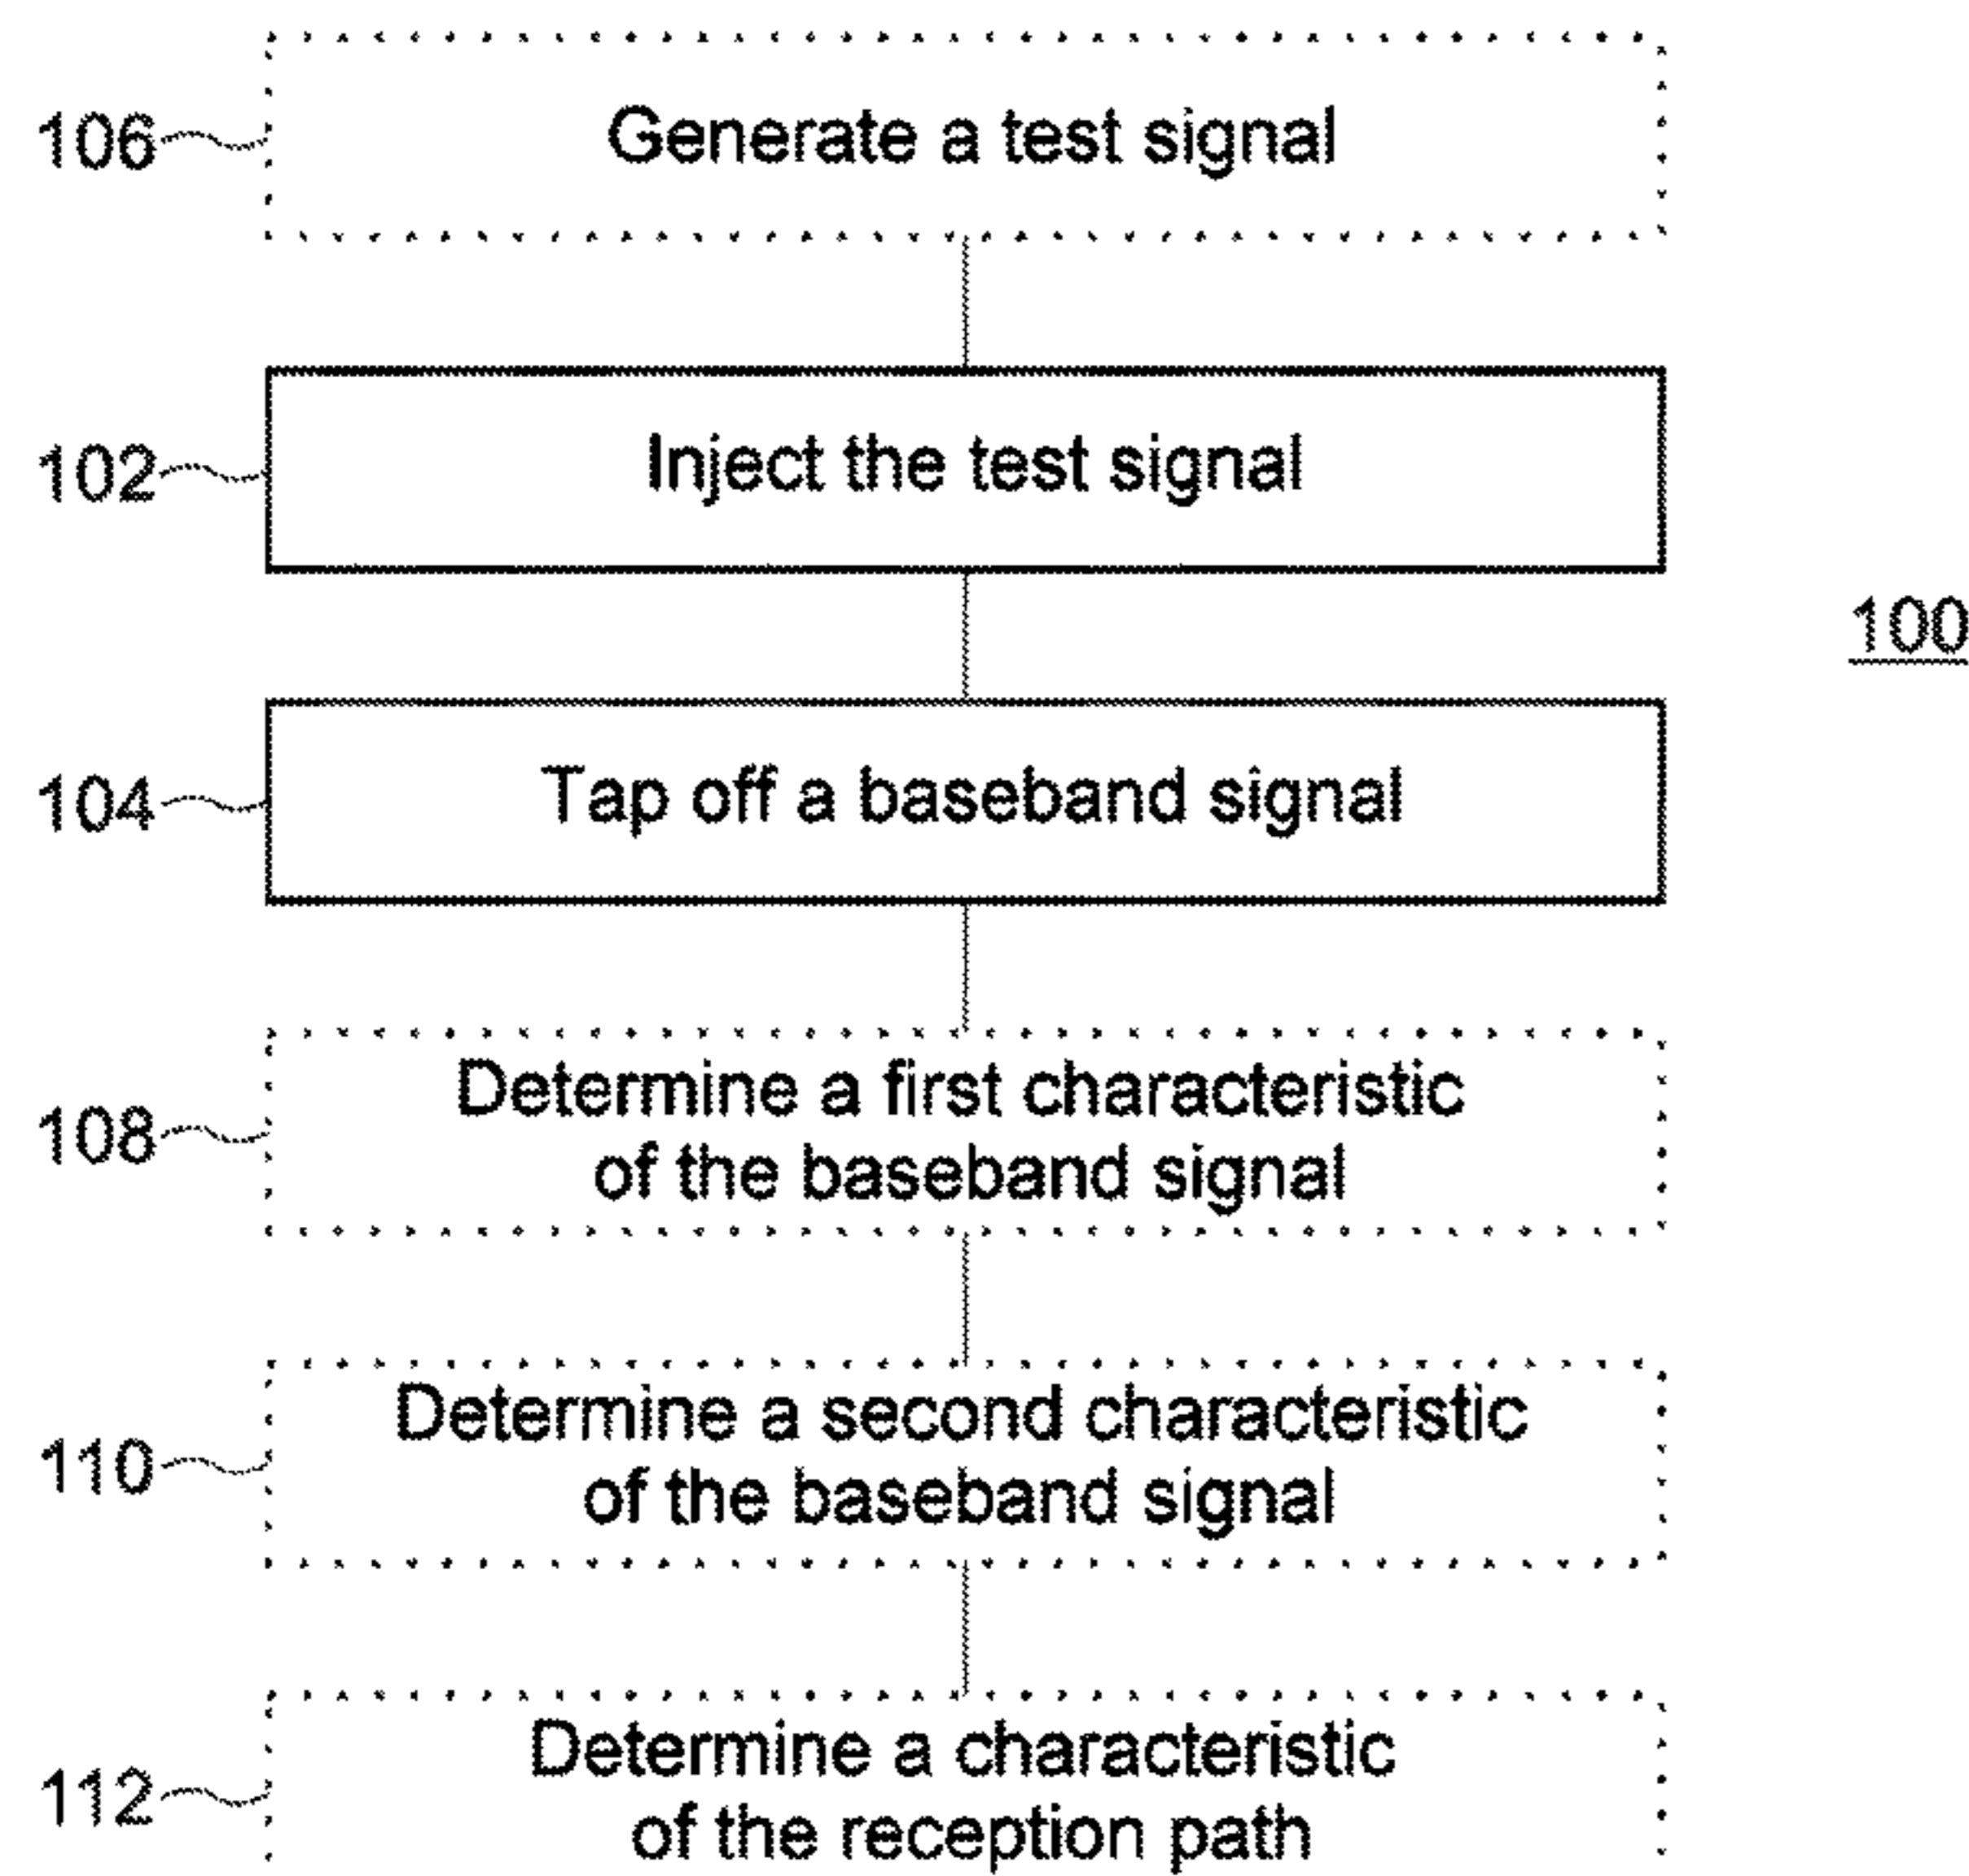 106
Generate a test signal
102
Inject the test signal
100
104
Tap off a baseband signal
108
Determine a first characteristic
of the baseband signal
110
Determine a second characteristic
of the baseband signal
112
Determine a characteristic
of the reception path